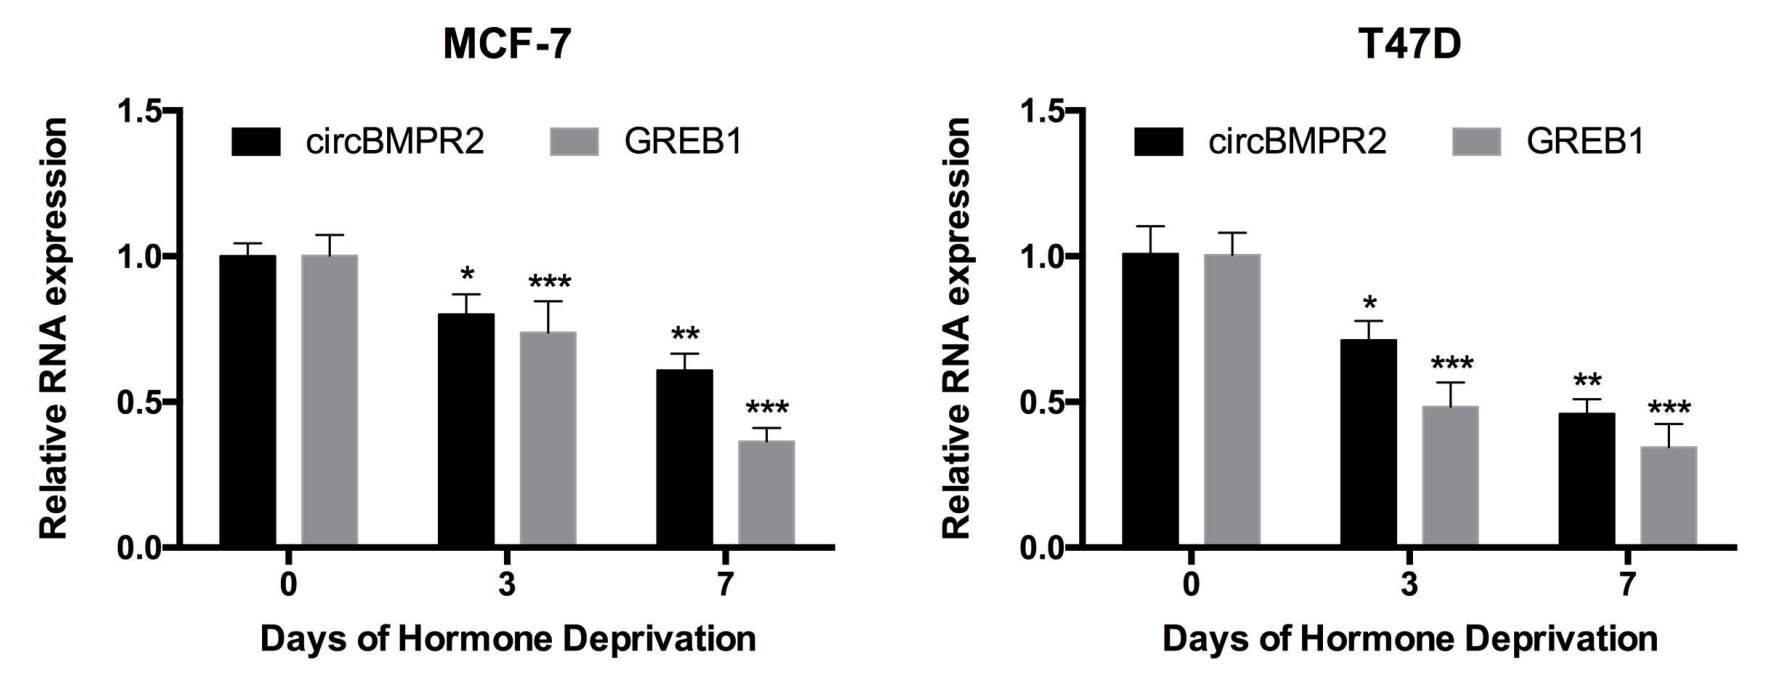 MCF-7
Relative RNA expression
1.5
1.0
0.5
0.0
circBMPR2
GREB1
*
***
**
***
0
3
7
Days of Hormone Deprivation
T47D
Relative RNA expression
1.5
1.0
0.5
0.0
circBMPR2
GREB1
*
***
**
***
0
3
7
Days of Hormone Deprivation